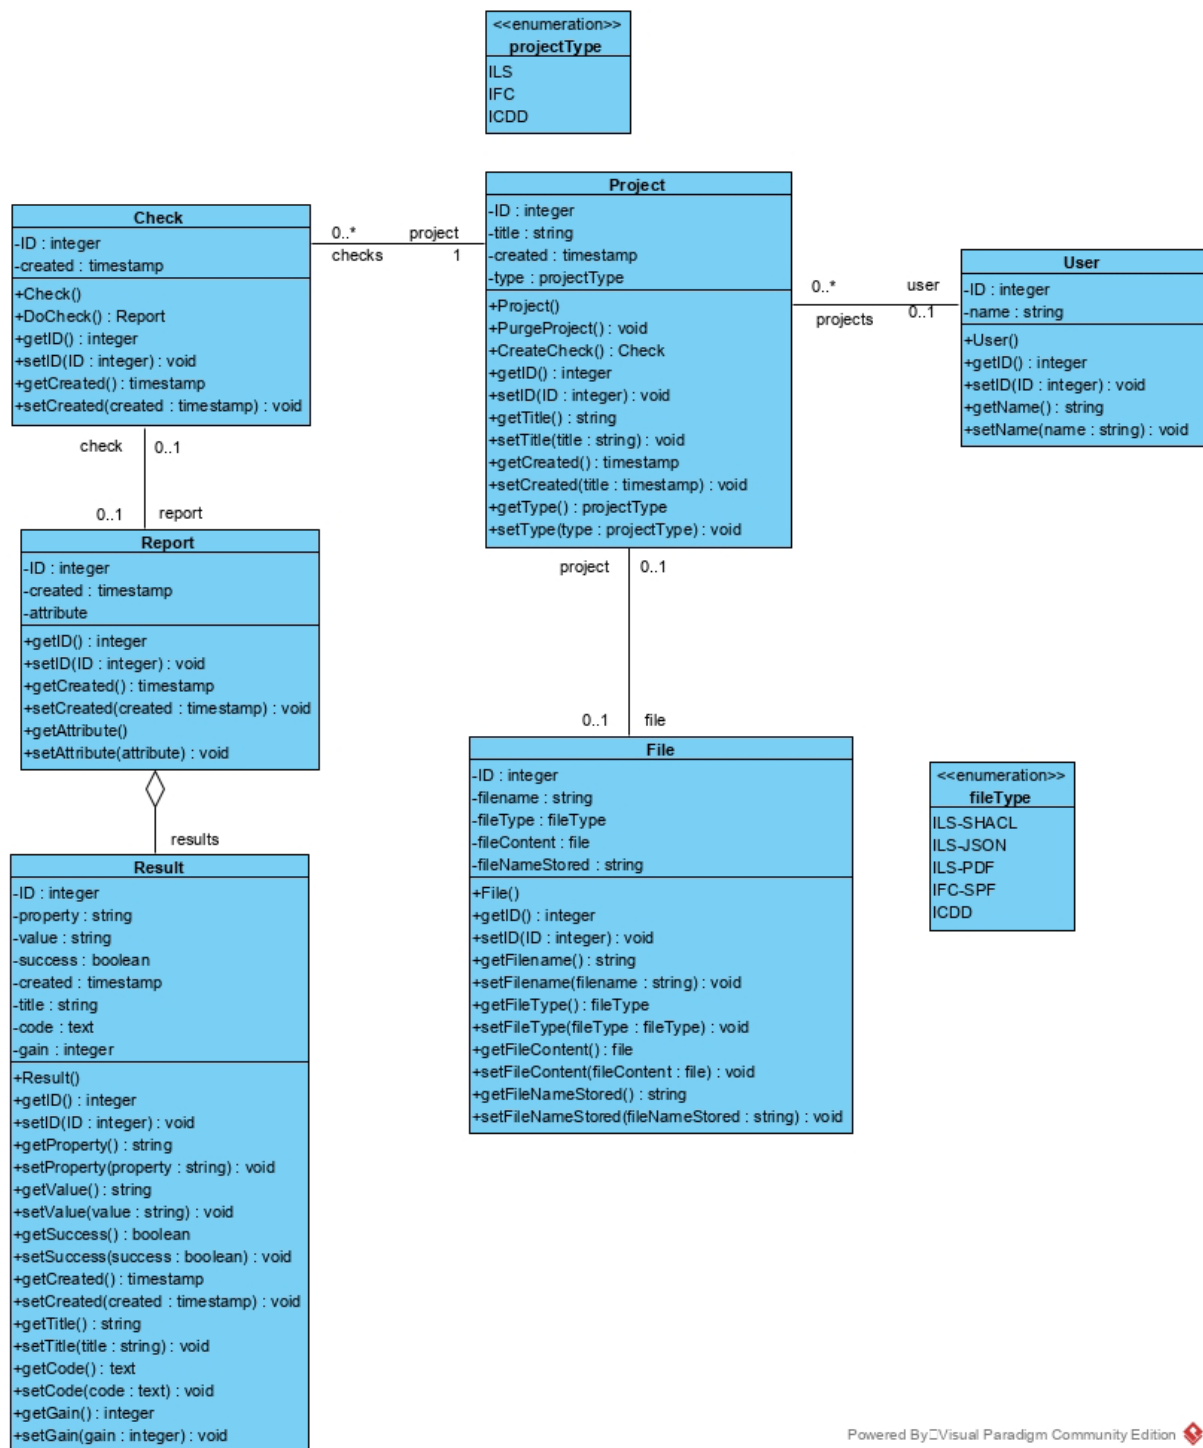 <<enumeration>>
projectType
ILS
IFC
ICDD
Project
-ID : integer
-title : string
-created : timestamp
-type : projectType
+Project()
+PurgeProject() : void
+CreateCheck() : Check
+getID() : integer
+setID(ID : integer) : void
+getTitle() : string
+setTitle(title : string) : void
+getCreated() : timestamp
+setCreated(title : timestamp) : void
+getType() : projectType
+setType(type : projectType) : void
Check
-ID : integer
-created : timestamp
+Check()
+DoCheck() : Report
+getID() : integer
+setID(ID : integer) : void
+getCreated() : timestamp
+setCreated(created : timestamp) : void
0..* project
checks 1
0..* user
projects 0..1
User
-ID : integer
-name : string
+User()
+getID() : integer
+setID(ID : integer) : void
+getName() : string
+setName(name : string) : void
check 0..1
0..1 report
Report
-ID : integer
-created : timestamp
-attribute
+getID() : integer
+setID(ID : integer) : void
+getCreated() : timestamp
+setCreated(created : timestamp) : void
+getAttribute()
+setAttribute(attribute) : void
results
project 0..1
0..1 file
File
-ID : integer
-filename : string
-fileType : fileType
-fileContent : file
-fileNameStored : string
+File()
+getID() : integer
+setID(ID : integer) : void
+getFilename() : string
+setFilename(filename : string) : void
+getFileType() : fileType
+setFileType(fileType : fileType) : void
+getFileContent() : file
+setFileContent(fileContent : file) : void
+getFileNameStored() : string
+setFileNameStored(fileNameStored : string) : void
<<enumeration>>
fileType
ILS-SHACL
ILS-JSON
ILS-PDF
IFC-SPF
ICDD
Result
-ID : integer
-property : string
-value : string
-success : boolean
-created : timestamp
-title : string
-code : text
-gain : integer
+Result()
+getID() : integer
+setID(ID : integer) : void
+getProperty() : string
+setProperty(property : string) : void
+getValue() : string
+setValue(value : string) : void
+getSuccess() : boolean
+setSuccess(success : boolean) : void
+getCreated() : timestamp
+setCreated(created : timestamp) : void
+getTitle() : string
+setTitle(title : string) : void
+getCode() : text
+setCode(code : text) : void
+getGain() : integer
+setGain(gain : integer) : void
Powered By□Visual Paradigm Community Edition